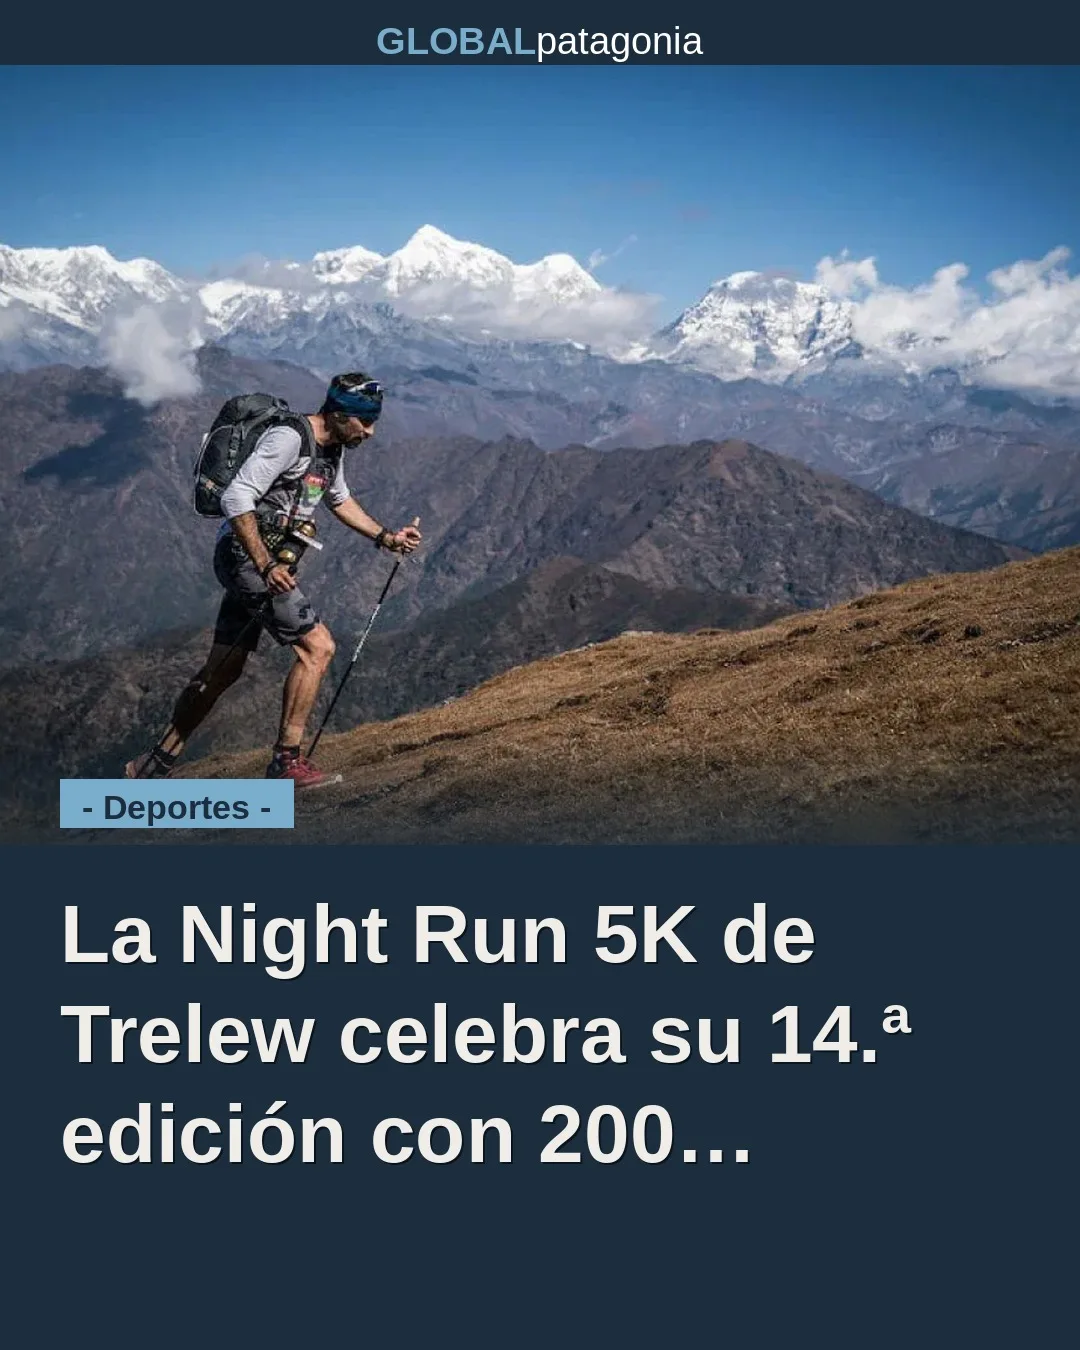 GLOBALpatagonia
- Deportes -
La Night Run 5K de
Trelew celebra su 14.ª
edición con 200…